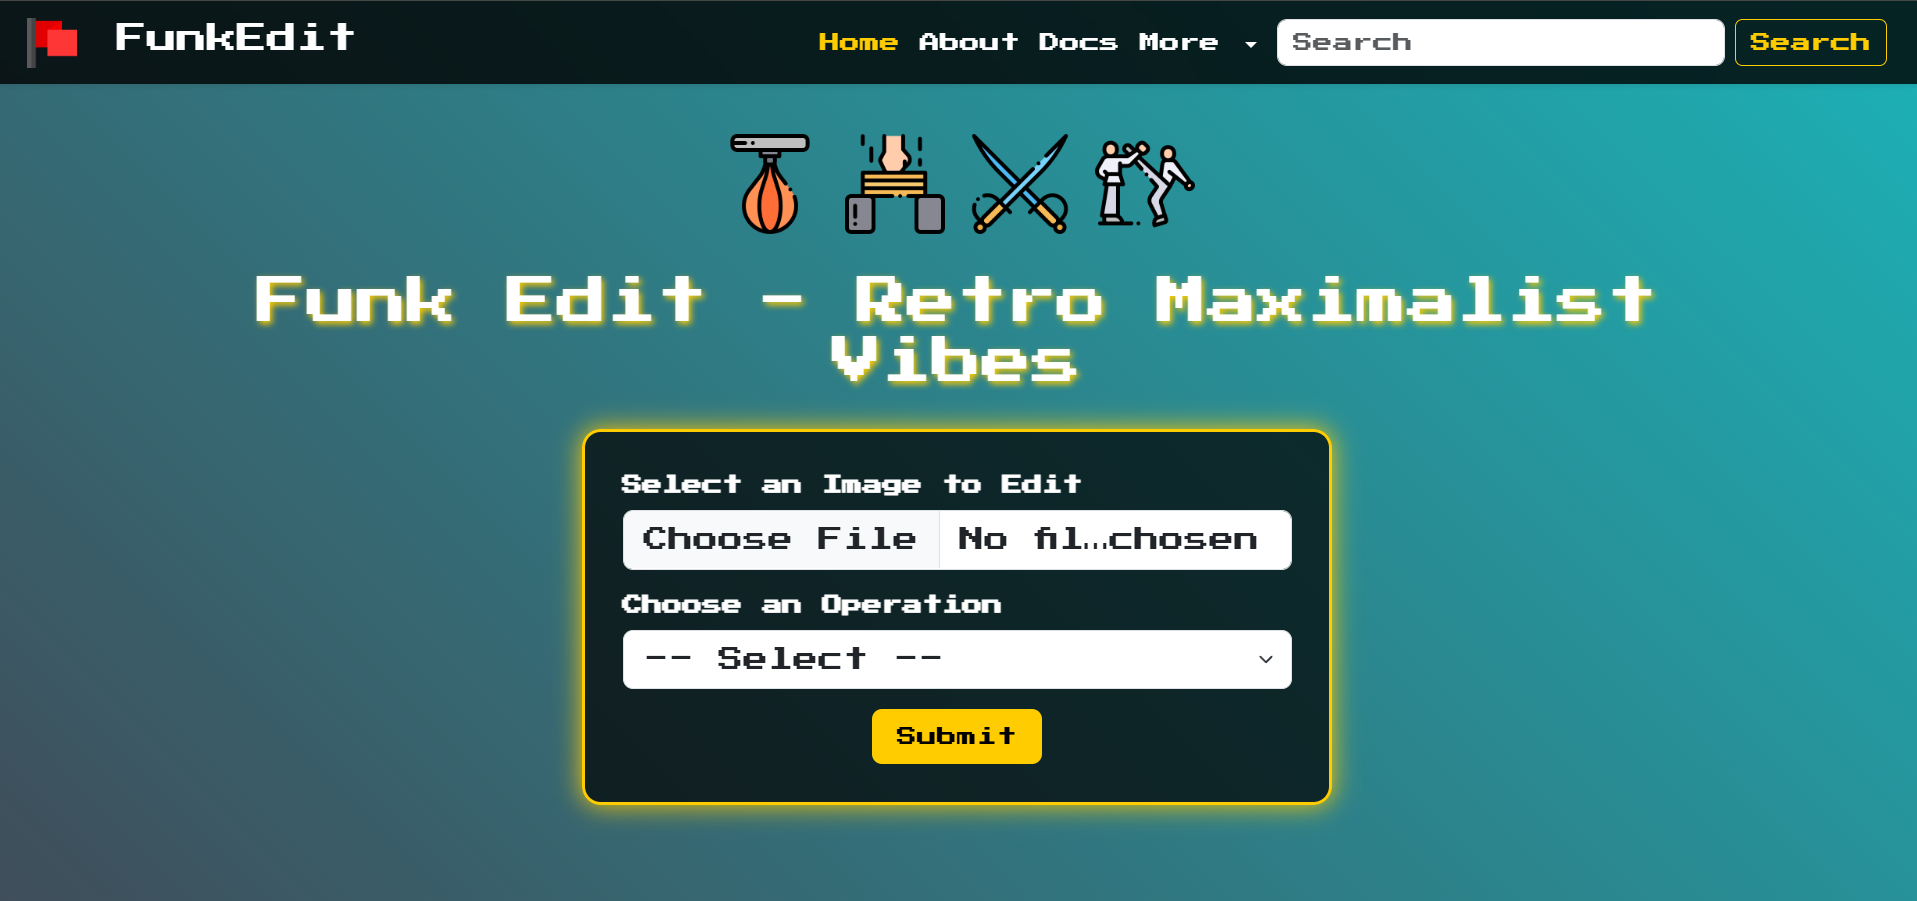 FunkEdit
Home About Docs More Search Search
Funk Edit - Retro Maximalist
Vibes
Select an Image to Edit
Choose File No fil...chosen
Choose an Operation
-- Select --
Submit